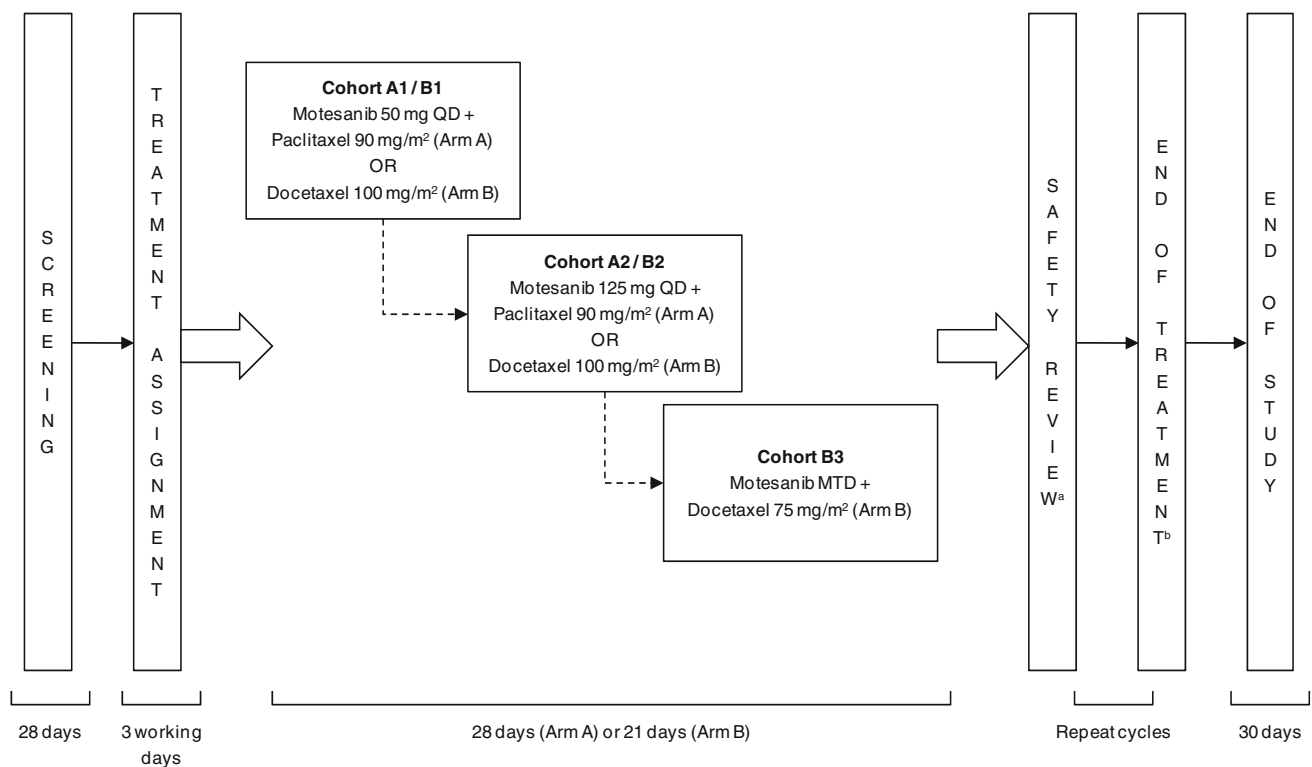 SCREENING
TREATMENT ASSIGNMENT
Cohort A1/B1
Motesanib 50 mg QD +
Paclitaxel 90 mg/m² (Arm A)
OR
Docetaxel 100 mg/m² (Arm B)
Cohort A2/B2
Motesanib 125 mg QD +
Paclitaxel 90 mg/m² (Arm A)
OR
Docetaxel 100 mg/m² (Arm B)
Cohort B3
Motesanib MTD +
Docetaxel 75 mg/m² (Arm B)
SAFETY REVIEWᵃ
END OF TREATMENTᵇ
END OF STUDY
28 days
3 working
days
28 days (Arm A) or 21 days (Arm B)
Repeat cycles
30 days